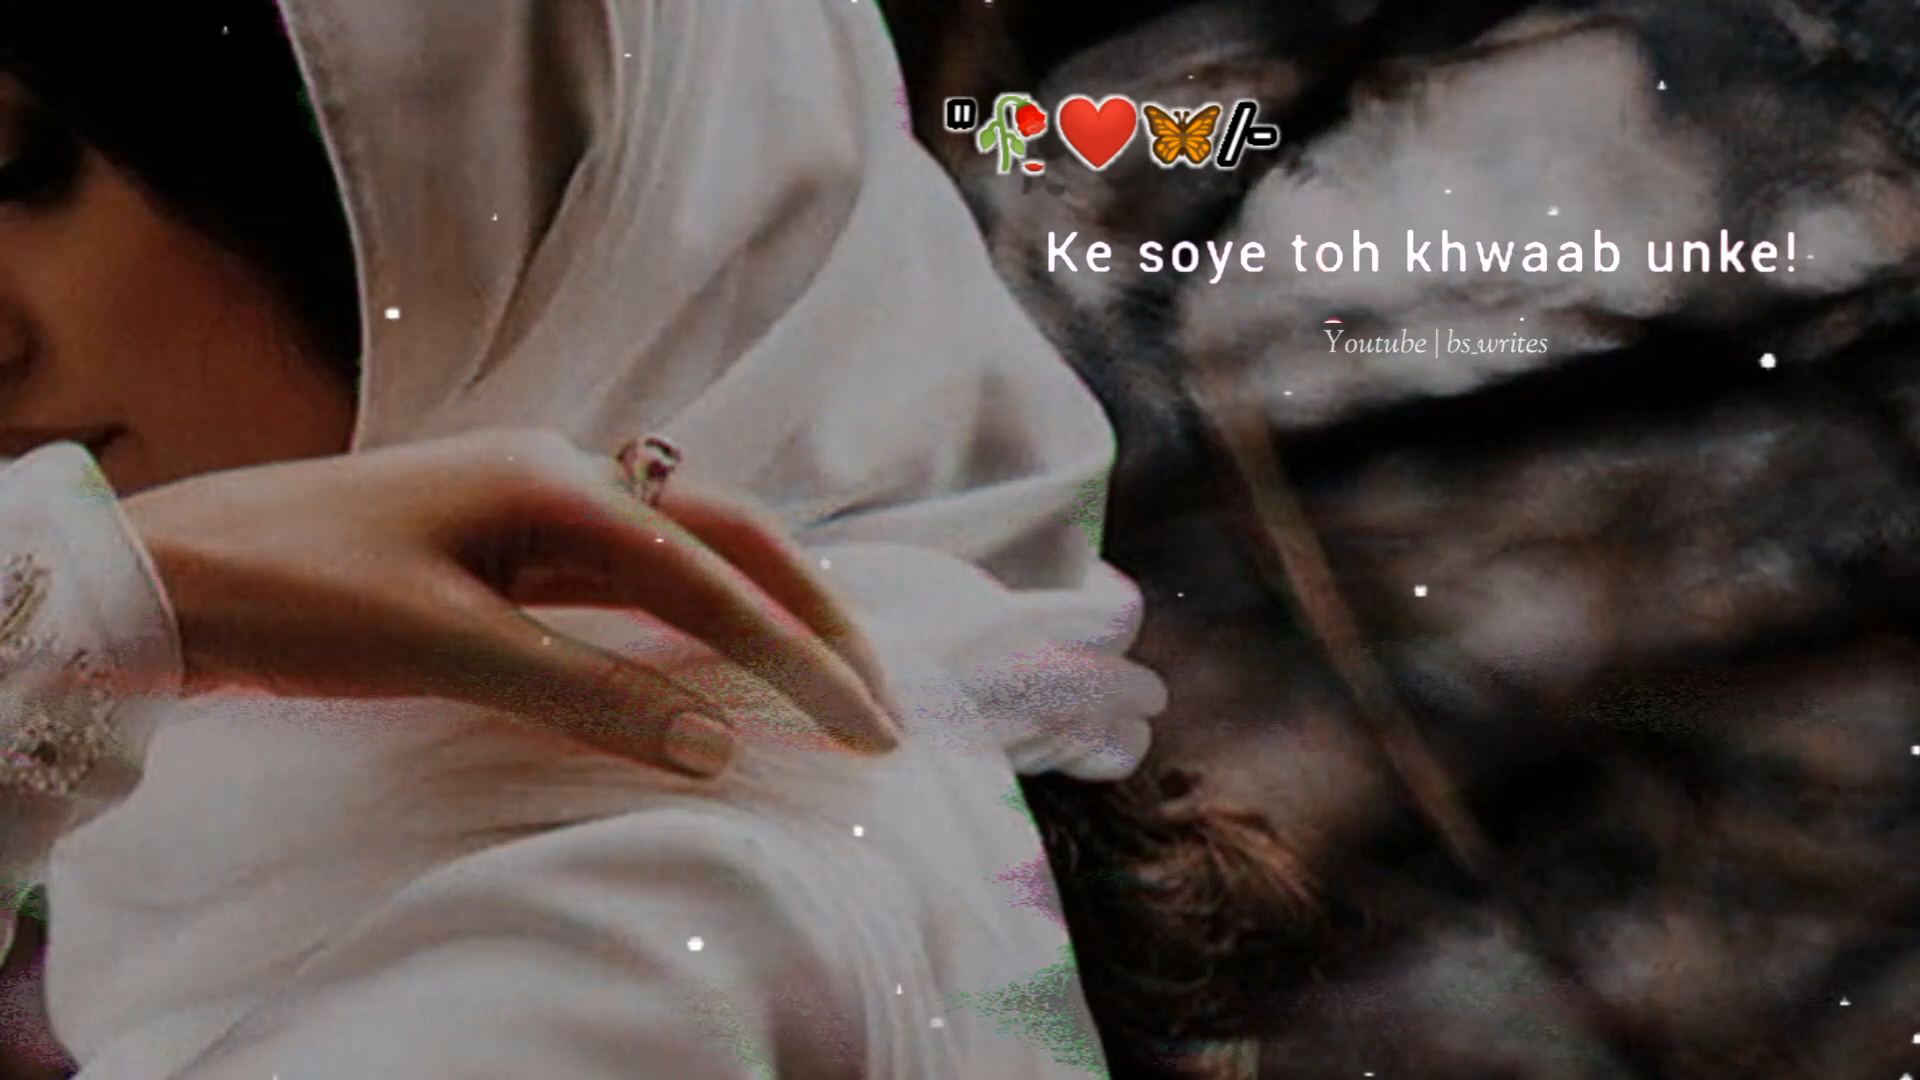 "🥀❤️🦋/-
Ke soye toh khwaab unke!
Youtube | bs_writes